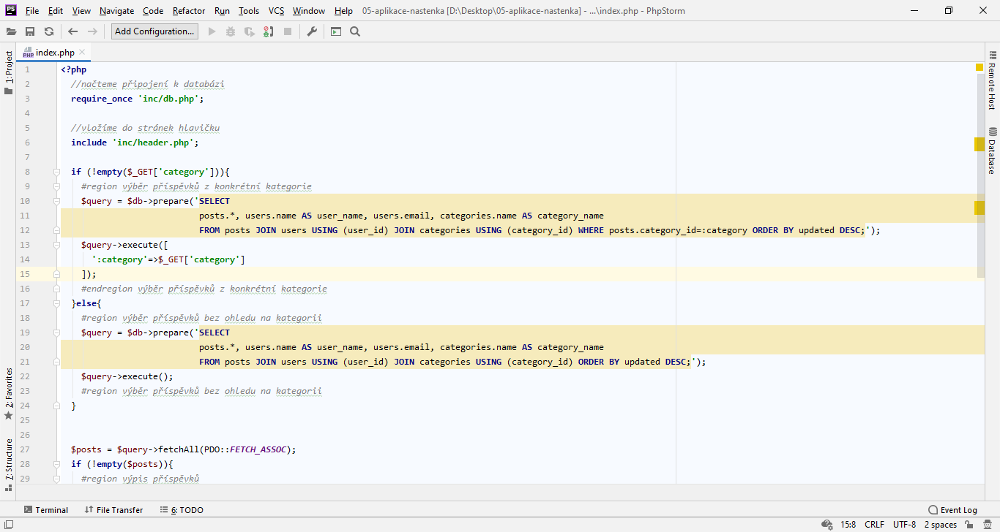 PS File Edit View Navigate Code Refactor Run Tools VCS Window Help 05-aplikace-nastenka [D:\Desktop\05-aplikace-nastenka] - ...\index.php - PhpStorm
Add Configuration...
1: Project
PHP index.php
Remote Host
Database
1 <?php
2 //načteme připojení k databázi
3 require_once 'inc/db.php';
4
5 //vložíme do stránek hlavičku
6 include 'inc/header.php';
7
8 if (!empty($_GET['category'])){
9 #region výběr příspěvků z konkrétní kategorie
10 $query = $db->prepare('SELECT
11 posts.*, users.name AS user_name, users.email, categories.name AS category_name
12 FROM posts JOIN users USING (user_id) JOIN categories USING (category_id) WHERE posts.category_id=:category ORDER BY updated DESC;');
13 $query->execute([
14 ':category'=>$_GET['category']
15 ]);
16 #endregion výběr příspěvků z konkrétní kategorie
17 }else{
18 #region výběr příspěvků bez ohledu na kategorii
19 $query = $db->prepare('SELECT
20 posts.*, users.name AS user_name, users.email, categories.name AS category_name
21 FROM posts JOIN users USING (user_id) JOIN categories USING (category_id) ORDER BY updated DESC;');
22 $query->execute();
23 #region výběr příspěvků bez ohledu na kategorii
24 }
25
26
27 $posts = $query->fetchAll(PDO::FETCH_ASSOC);
28 if (!empty($posts)){
29 #region výpis příspěvků
2: Favorites
7: Structure
Terminal File Transfer 6: TODO Event Log
15:8 CRLF UTF-8 2 spaces